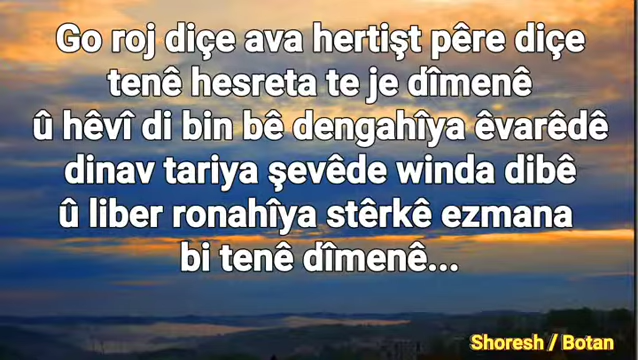 Go roj diçe ava hertişt pêre diçe
tenê hesreta te je dîmenê
û hêvî di bin bê dengahîya êvarêdê
dinav tariya şevêde winda dibê
û liber ronahîya stêrkê ezmana
bi tenê dîmenê...
Shoresh / Botan